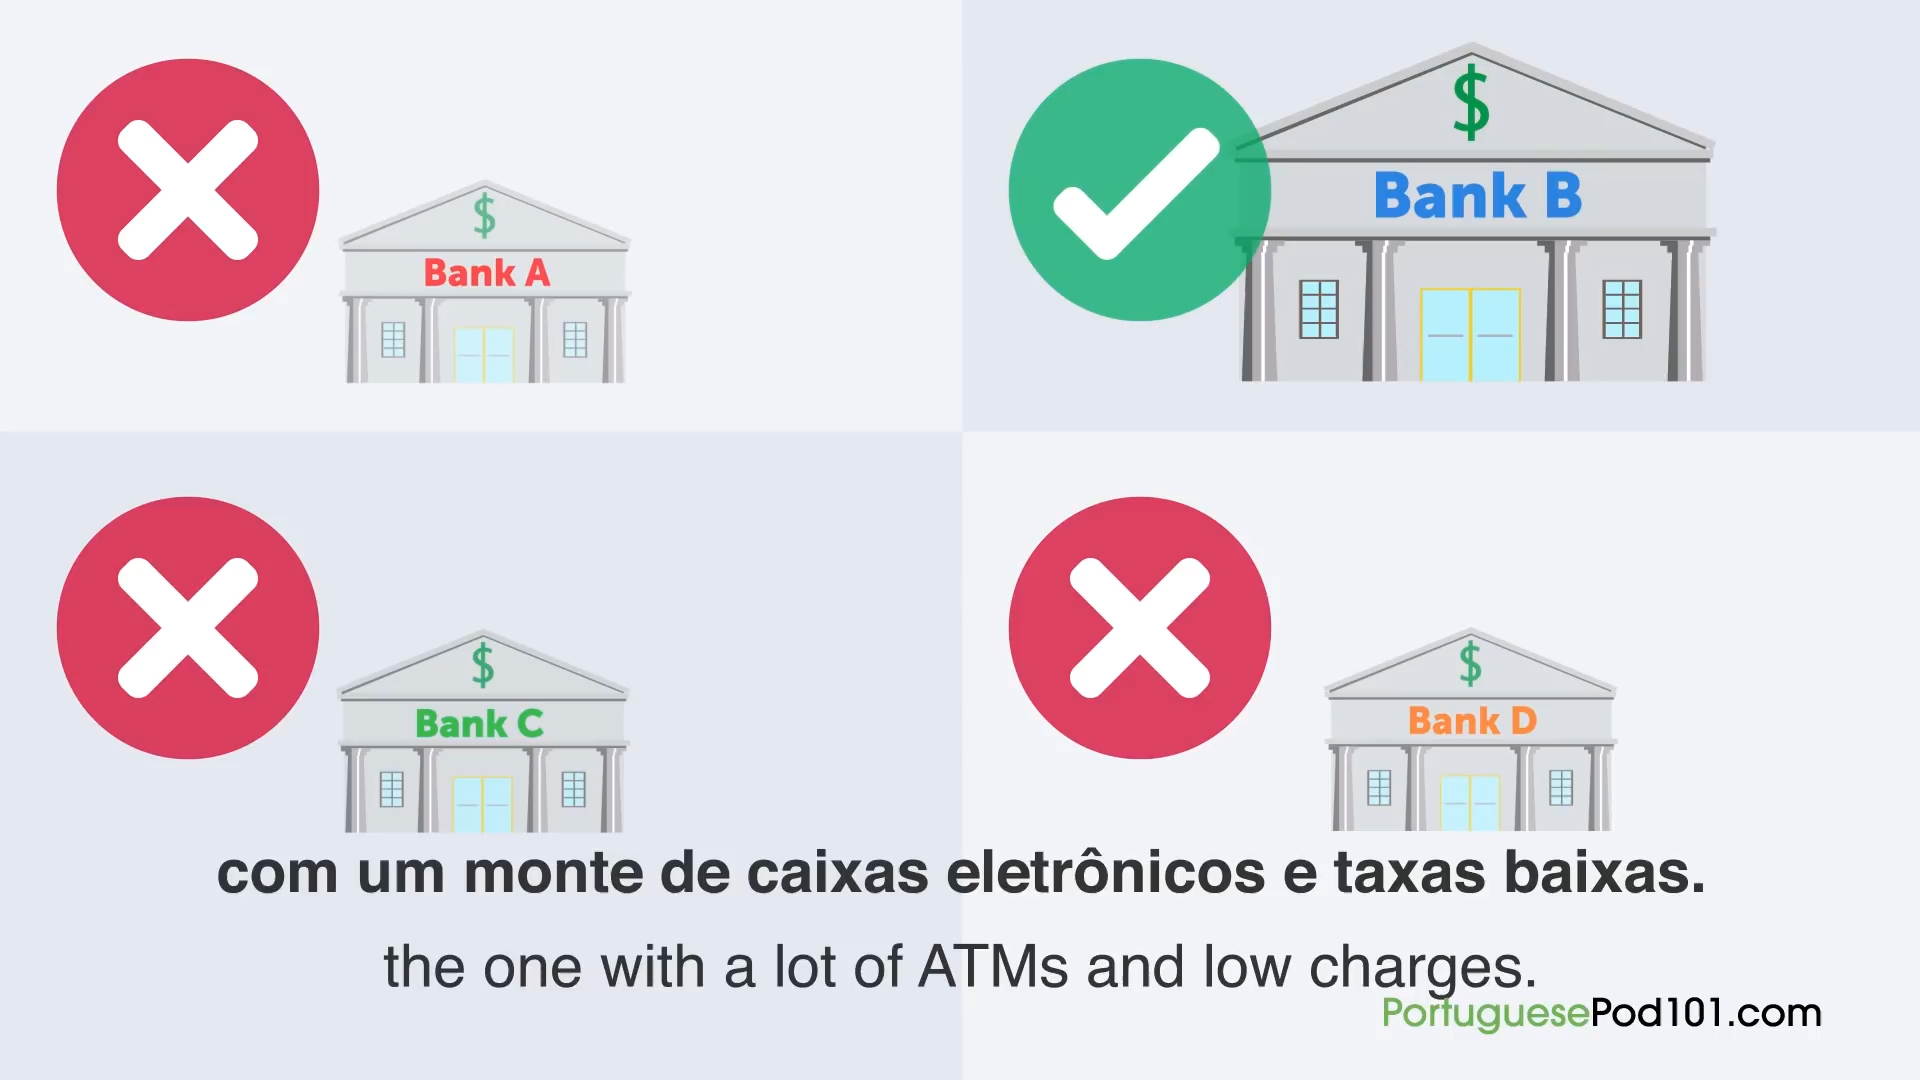 $
Bank A
$
Bank B
$
Bank C
$
Bank D
com um monte de caixas eletrônicos e taxas baixas.
the one with a lot of ATMs and low charges.
PortuguesePod101.com